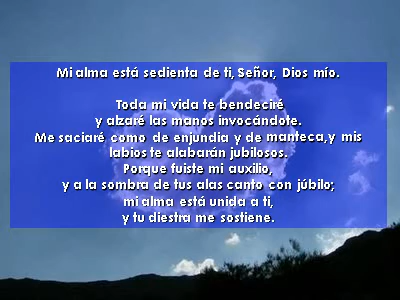 Mi alma está sedienta de ti, Señor, Dios mío.
Toda mi vida te bendeciré
y alzaré las manos invocándote.
Me saciaré como de enjundia y de manteca,y mis
labios te alabarán jubilosos.
Porque fuiste mi auxilio,
y a la sombra de tus alas canto con júbilo;
mi alma está unida a ti,
y tu diestra me sostiene.